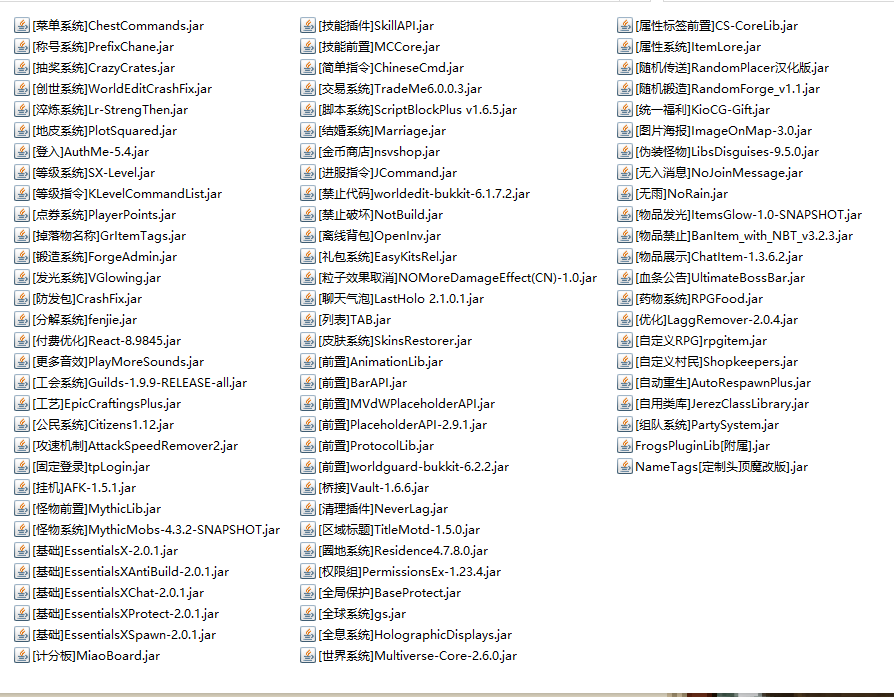 [菜单系统]ChestCommands.jar
[称号系统]PrefixChane.jar
[抽奖系统]CrazyCrates.jar
[创世系统]WorldEditCrashFix.jar
[淬炼系统]Lr-StrengThen.jar
[地皮系统]PlotSquared.jar
[登入]AuthMe-5.4.jar
[等级系统]SX-Level.jar
[等级指令]KLevelCommandList.jar
[点券系统]PlayerPoints.jar
[掉落物名称]GrItemTags.jar
[锻造系统]ForgeAdmin.jar
[发光系统]VGlowing.jar
[防发包]CrashFix.jar
[分解系统]fenjie.jar
[付费优化]React-8.9845.jar
[更多音效]PlayMoreSounds.jar
[工会系统]Guilds-1.9.9-RELEASE-all.jar
[工艺]EpicCraftingsPlus.jar
[公民系统]Citizens1.12.jar
[攻速机制]AttackSpeedRemover2.jar
[固定登录]tpLogin.jar
[挂机]AFK-1.5.1.jar
[怪物前置]MythicLib.jar
[怪物系统]MythicMobs-4.3.2-SNAPSHOT.jar
[基础]EssentialsX-2.0.1.jar
[基础]EssentialsXAntiBuild-2.0.1.jar
[基础]EssentialsXChat-2.0.1.jar
[基础]EssentialsXProtect-2.0.1.jar
[基础]EssentialsXSpawn-2.0.1.jar
[计分板]MiaoBoard.jar
[技能插件]SkillAPI.jar
[技能前置]MCCore.jar
[简单指令]ChineseCmd.jar
[交易系统]TradeMe6.0.0.3.jar
[脚本系统]ScriptBlockPlus v1.6.5.jar
[结婚系统]Marriage.jar
[金币商店]nsvshop.jar
[进服指令]JCommand.jar
[禁止代码]worldedit-bukkit-6.1.7.2.jar
[禁止破坏]NotBuild.jar
[离线背包]OpenInv.jar
[礼包系统]EasyKitsRel.jar
[粒子效果取消]NOMoreDamageEffect(CN)-1.0.jar
[聊天气泡]LastHolo 2.1.0.1.jar
[列表]TAB.jar
[皮肤系统]SkinsRestorer.jar
[前置]AnimationLib.jar
[前置]BarAPI.jar
[前置]MVdWPlaceholderAPI.jar
[前置]PlaceholderAPI-2.9.1.jar
[前置]ProtocolLib.jar
[前置]worldguard-bukkit-6.2.2.jar
[桥接]Vault-1.6.6.jar
[清理插件]NeverLag.jar
[区域标题]TitleMotd-1.5.0.jar
[圈地系统]Residence4.7.8.0.jar
[权限组]PermissionsEx-1.23.4.jar
[全局保护]BaseProtect.jar
[全球系统]gs.jar
[全息系统]HolographicDisplays.jar
[世界系统]Multiverse-Core-2.6.0.jar
[属性标签前置]CS-CoreLib.jar
[属性系统]ItemLore.jar
[随机传送]RandomPlacer汉化版.jar
[随机锻造]RandomForge_v1.1.jar
[统一福利]KioCG-Gift.jar
[图片海报]ImageOnMap-3.0.jar
[伪装怪物]LibsDisguises-9.5.0.jar
[无入消息]NoJoinMessage.jar
[无雨]NoRain.jar
[物品发光]ItemsGlow-1.0-SNAPSHOT.jar
[物品禁止]BanItem_with_NBT_v3.2.3.jar
[物品展示]ChatItem-1.3.6.2.jar
[血条公告]UltimateBossBar.jar
[药物系统]RPGFood.jar
[优化]LaggRemover-2.0.4.jar
[自定义RPG]rpgitem.jar
[自定义村民]Shopkeepers.jar
[自动重生]AutoRespawnPlus.jar
[自用类库]JerezClassLibrary.jar
[组队系统]PartySystem.jar
FrogsPluginLib[附属].jar
NameTags[定制头顶魔改版].jar